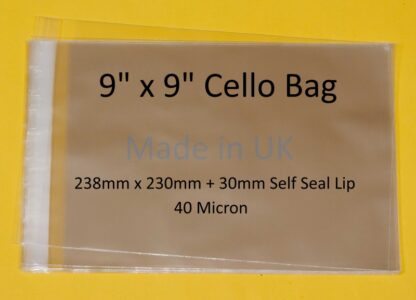 9" x 9" Cello Bag
Made in UK
238mm x 230mm + 30mm Self Seal Lip
40 Micron